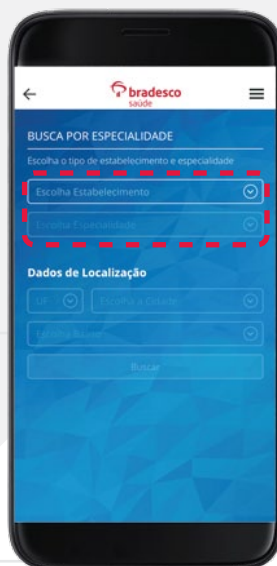 bradesco
saúde
BUSCA POR ESPECIALIDADE
Escolha o tipo de estabelecimento e especialidade
Escolha Estabelecimento
Escolha Especialidade
Dados de Localização
UF Escolha a Cidade
Escolha Bairro
Buscar